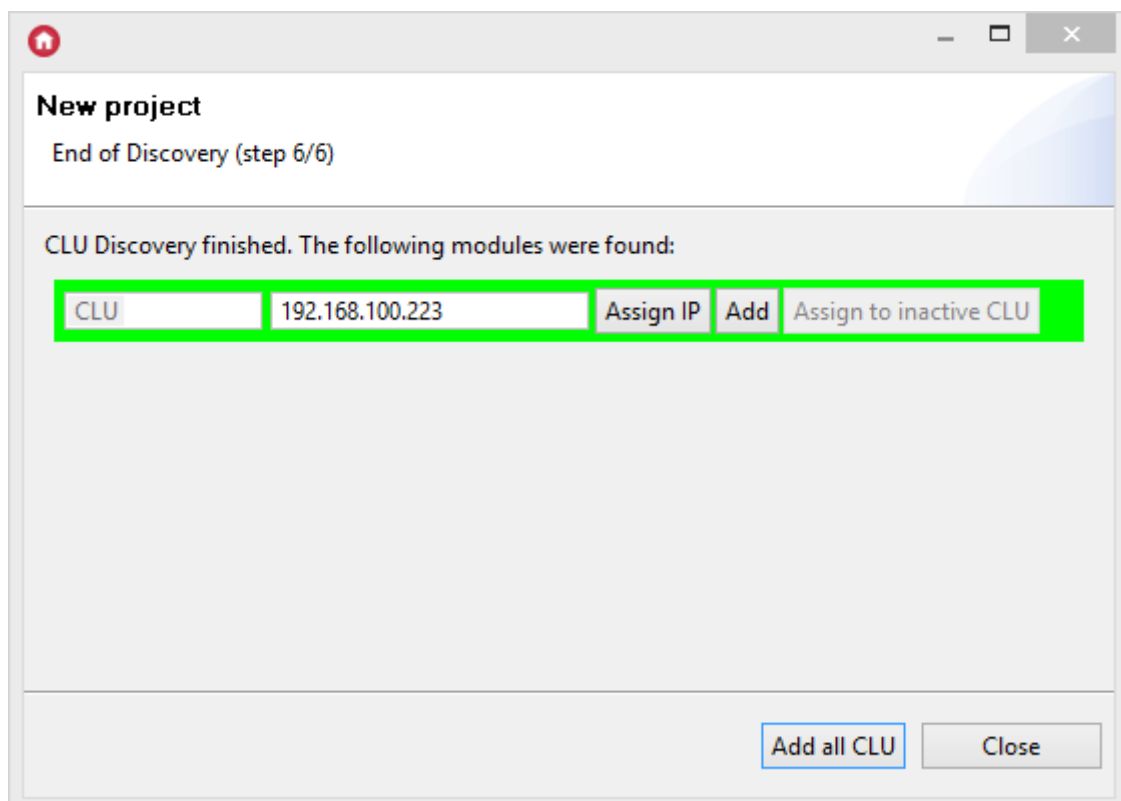 New project
End of Discovery (step 6/6)
CLU Discovery finished. The following modules were found:
CLU 192.168.100.223 Assign IP Add Assign to inactive CLU
Add all CLU Close